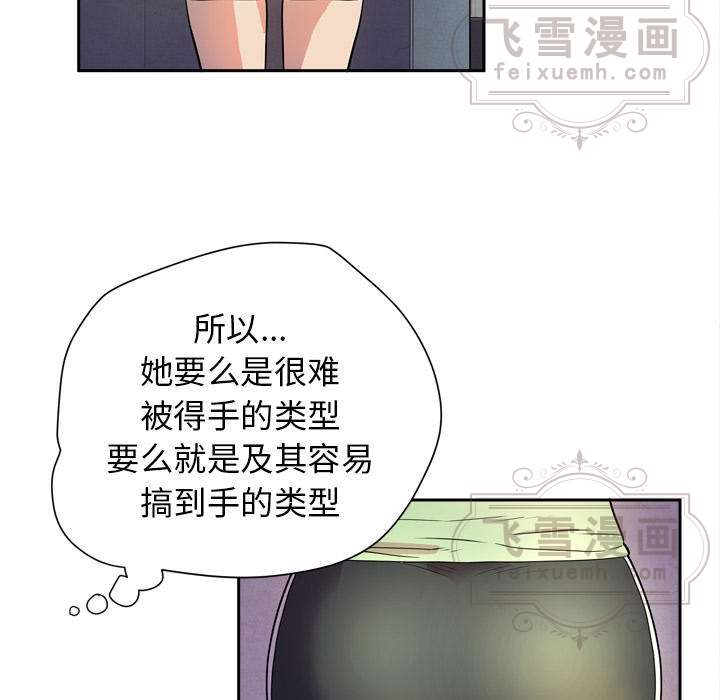 飞雪漫画
feixuemh.com
所以...
她要么是很难
被得手的类型
要么就是及其容易
搞到手的类型
飞雪漫画
feixuemh.com